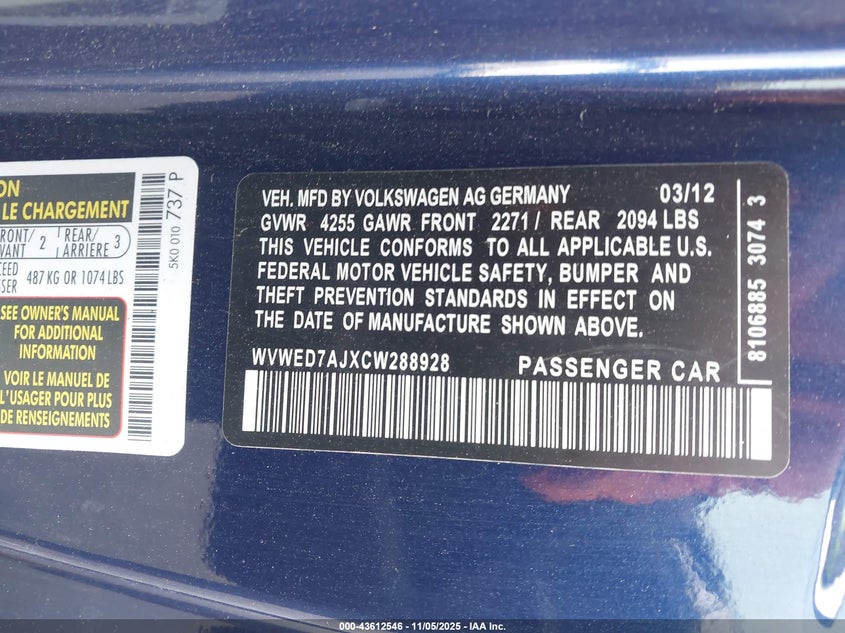 ON
LE CHARGEMENT
FRONT/ 2 REAR/ 3
VANT ARRIÈRE
CEED
SSER 487 KG OR 1074 LBS
SEE OWNER'S MANUAL
FOR ADDITIONAL
INFORMATION
VOIR LE MANUEL DE
L'USAGER POUR PLUS
DE RENSEIGNEMENTS
5K0 010 737 P
VEH. MFD BY VOLKSWAGEN AG GERMANY 03/12
GVWR 4255 GAWR FRONT 2271 / REAR 2094 LBS
THIS VEHICLE CONFORMS TO ALL APPLICABLE U.S.
FEDERAL MOTOR VEHICLE SAFETY, BUMPER AND
THEFT PREVENTION STANDARDS IN EFFECT ON
THE DATE OF MANUFACTURE SHOWN ABOVE.
WVWED7AJXCW288928 PASSENGER CAR
8106885 3074 3
000-43612546 - 11/05/2025 - IAA Inc.